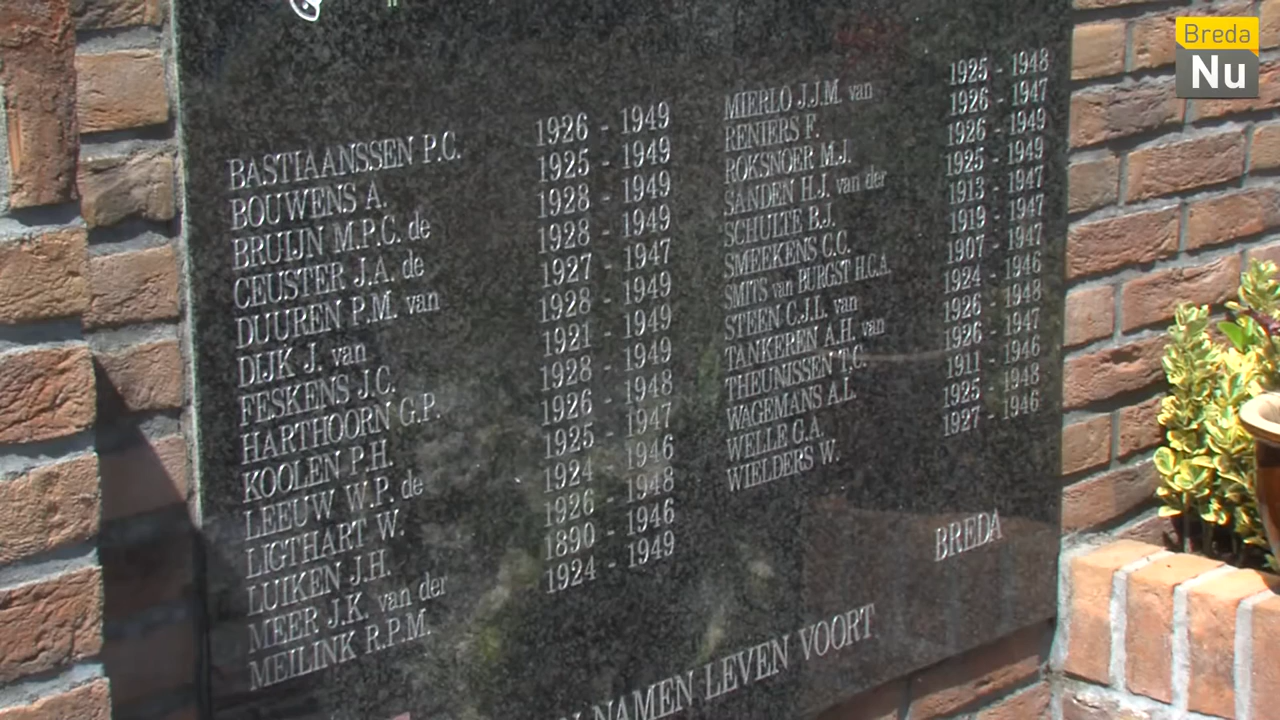 Breda
Nu
BASTIAANSSEN P.C. 1926 - 1949
BOUWENS A. 1925 - 1949
BRUIJN M.P.C. de 1928 - 1949
CEUSTER J.A. de 1928 - 1949
DUUREN P.M. van 1927 - 1947
DIJK J. van 1928 - 1949
FESKENS J.C. 1921 - 1949
HARTHOORN G.P. 1928 - 1949
KOOLEN P.H. 1926 - 1948
LEEUW W.P. de 1925 - 1947
LIGTHART W. 1924 - 1946
LUIKEN J.H. 1926 - 1948
MEER J.K. van der 1890 - 1946
MEILINK R.P.M. 1924 - 1949
MIERLO J.J.M. van 1925 - 1948
RENIERS F. 1926 - 1947
ROKSNOER M.J. 1926 - 1949
SANDEN H.J. van der 1925 - 1949
SCHULTE B.J. 1913 - 1947
SMEEKENS C.C. 1919 - 1947
SMITS van BURGST H.C.A. 1907 - 1947
STEEN C.J.L. van 1924 - 1946
TANKEREN A.H. van 1926 - 1948
THEUNISSEN T.C. 1926 - 1947
WAGEMANS A.L. 1911 - 1946
WELLE G.A. 1925 - 1948
WIELDERS W. 1927 - 1946
BREDA
NAMEN LEVEN VOORT